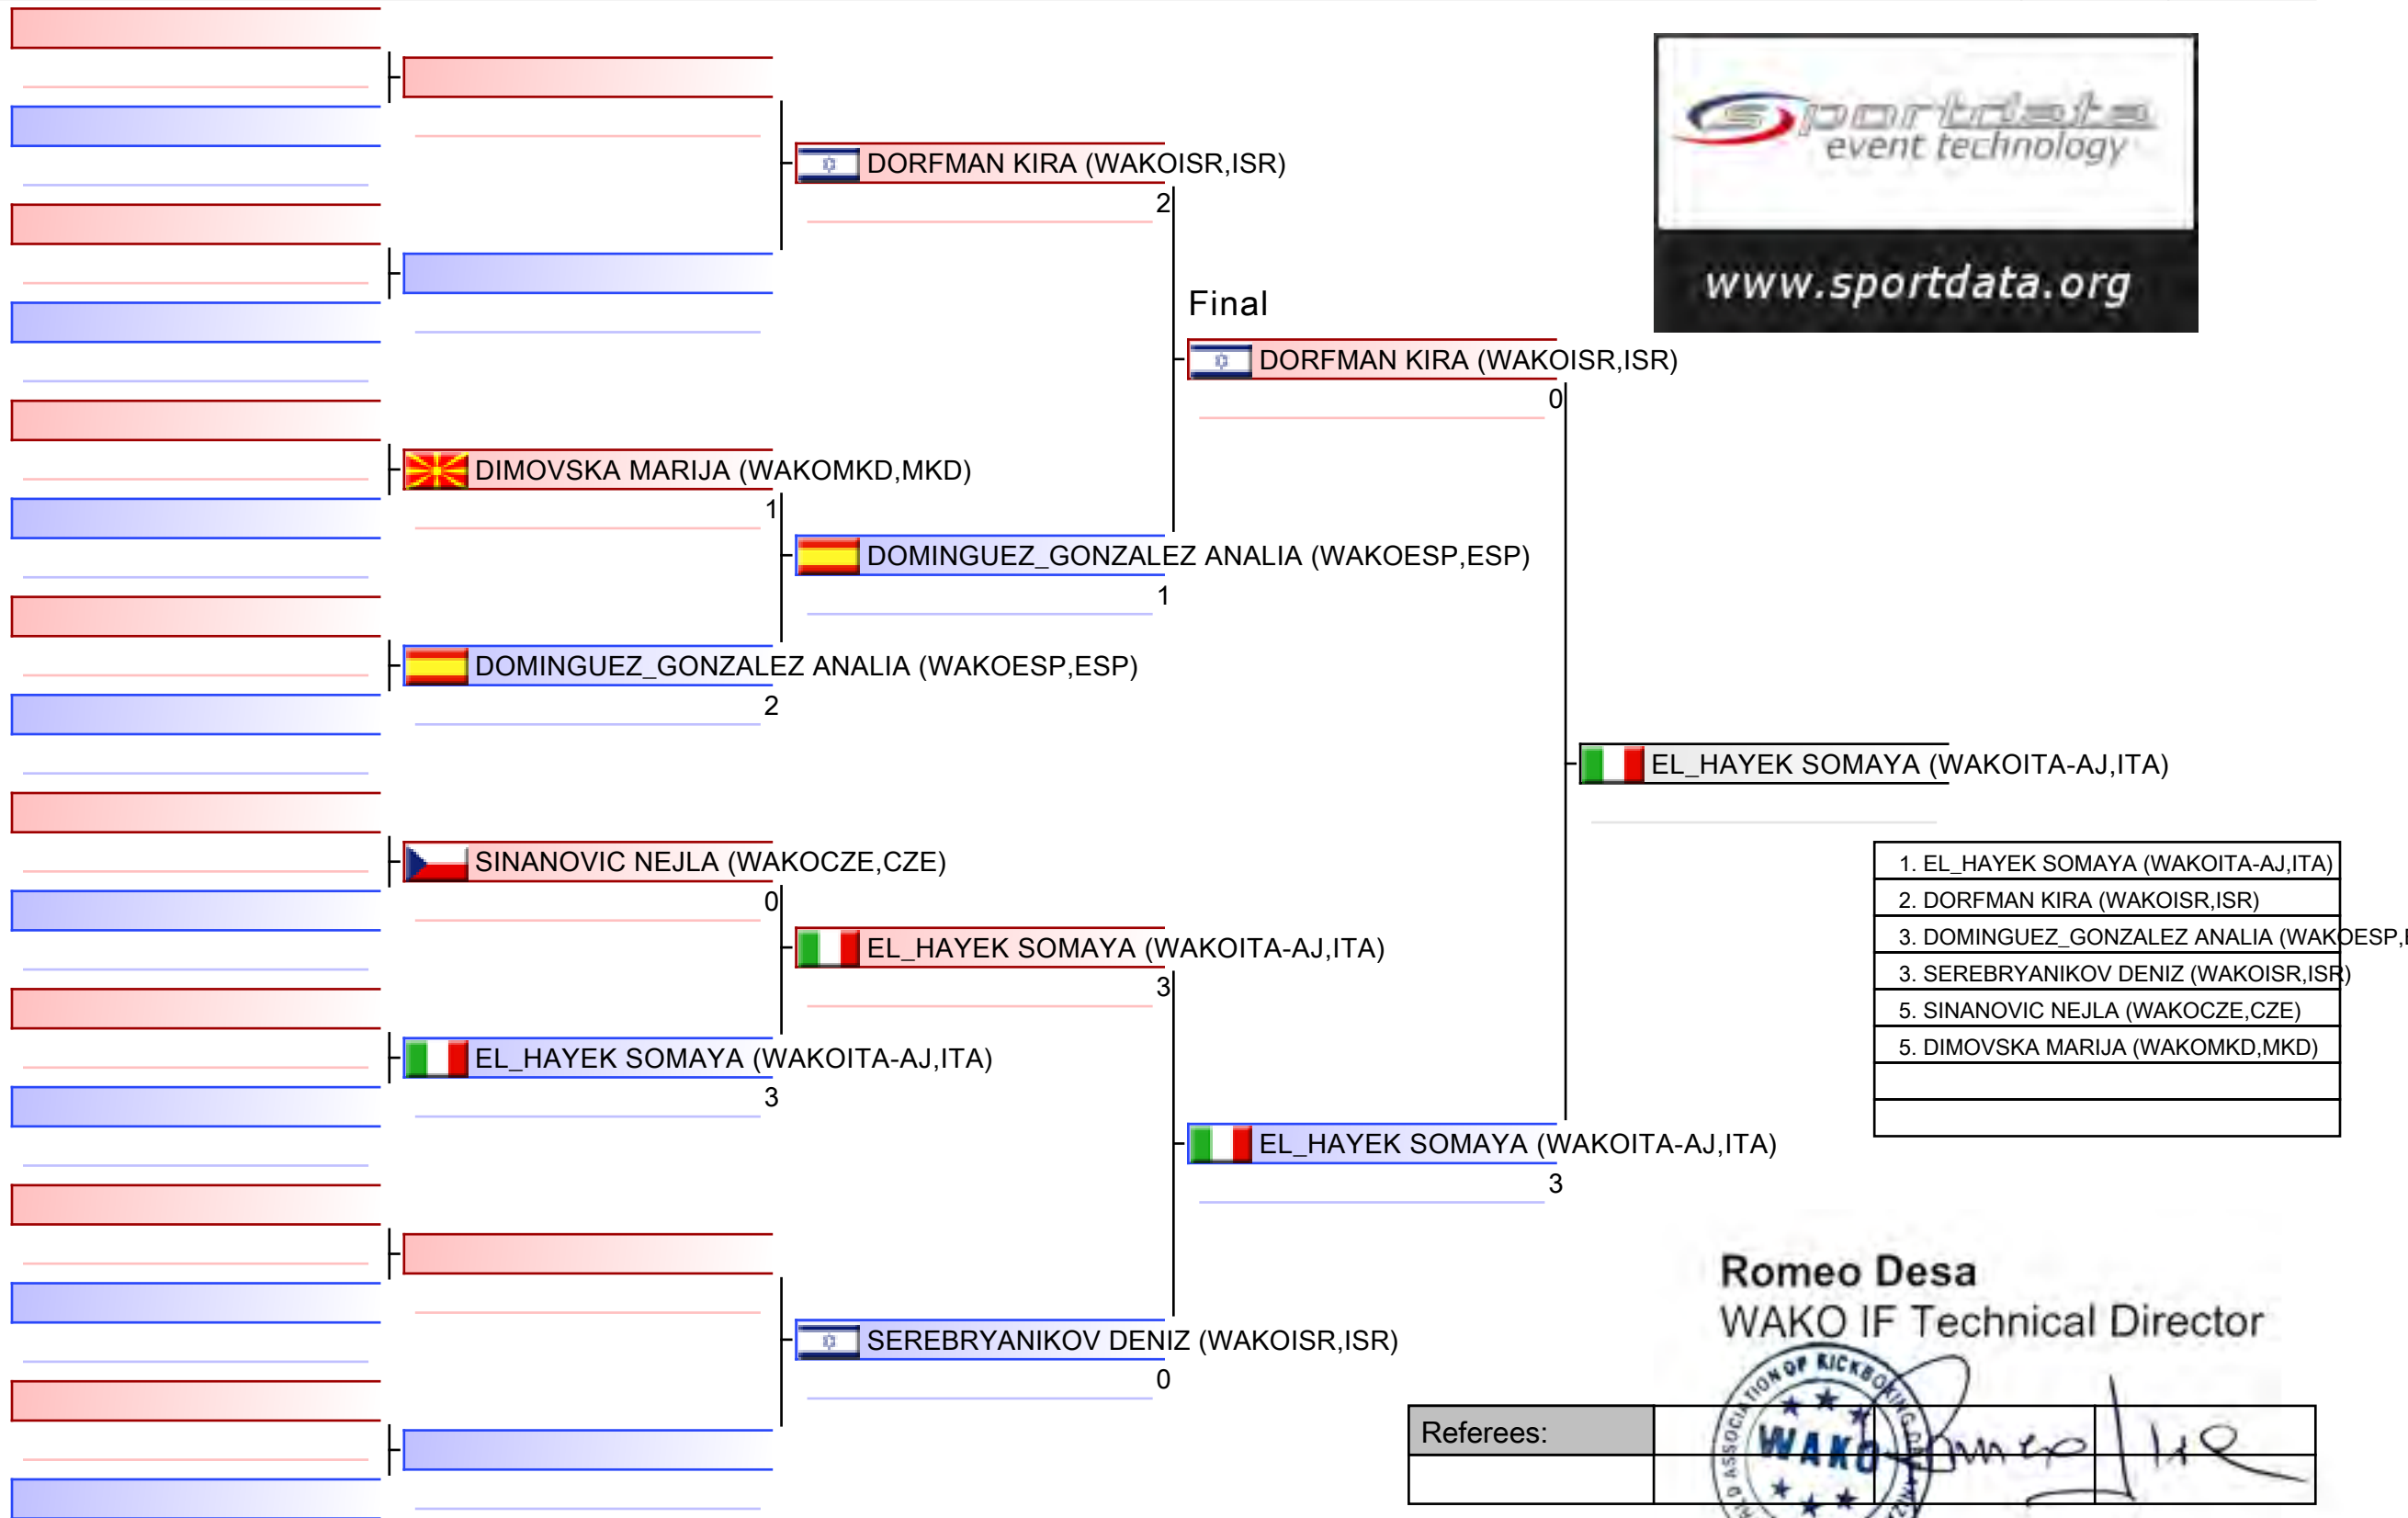 sportdata
event technology
www.sportdata.org
DORFMAN KIRA (WAKOISR,ISR)
2
Final
DORFMAN KIRA (WAKOISR,ISR)
0
DIMOVSKA MARIJA (WAKOMKD,MKD)
1
DOMINGUEZ_GONZALEZ ANALIA (WAKOESP,ESP)
1
DOMINGUEZ_GONZALEZ ANALIA (WAKOESP,ESP)
2
EL_HAYEK SOMAYA (WAKOITA-AJ,ITA)
SINANOVIC NEJLA (WAKOCZE,CZE)
0
EL_HAYEK SOMAYA (WAKOITA-AJ,ITA)
3
EL_HAYEK SOMAYA (WAKOITA-AJ,ITA)
3
EL_HAYEK SOMAYA (WAKOITA-AJ,ITA)
3
SEREBRYANIKOV DENIZ (WAKOISR,ISR)
0
1. EL_HAYEK SOMAYA (WAKOITA-AJ,ITA)
2. DORFMAN KIRA (WAKOISR,ISR)
3. DOMINGUEZ_GONZALEZ ANALIA (WAKOESP,
3. SEREBRYANIKOV DENIZ (WAKOISR,ISR)
5. SINANOVIC NEJLA (WAKOCZE,CZE)
5. DIMOVSKA MARIJA (WAKOMKD,MKD)
Romeo Desa
WAKO IF Technical Director
Referees:
ASSOCIATION OF KICKBOXING
WAKO